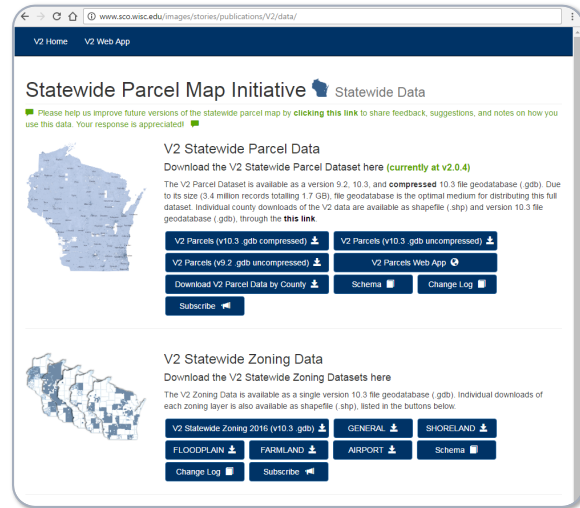 www.sco.wisc.edu/images/stories/publications/V2/data/
V2 Home V2 Web App
Statewide Parcel Map Initiative Statewide Data
Please help us improve future versions of the statewide parcel map by clicking this link to share feedback, suggestions, and notes on how you
use this data. Your response is appreciated!
V2 Statewide Parcel Data
Download the V2 Statewide Parcel Dataset here (currently at v2.0.4)
The V2 Parcel Dataset is available as a version 9.2, 10.3, and compressed 10.3 file geodatabase (.gdb). Due
to its size (3.4 million records totalling 1.7 GB), file geodatabase is the optimal medium for distributing this full
dataset. Individual county downloads of the V2 data are available as shapefile (.shp) and version 10.3 file
geodatabase (.gdb), through the this link.
V2 Parcels (v10.3 .gdb compressed) V2 Parcels (v10.3 .gdb uncompressed)
V2 Parcels (v9.2 .gdb uncompressed) V2 Parcels Web App
Download V2 Parcel Data by County Schema Change Log
Subscribe
V2 Statewide Zoning Data
Download the V2 Statewide Zoning Datasets here
The V2 Zoning Data is available as a single version 10.3 file geodatabase (.gdb). Individual downloads of
each zoning layer is also available as shapefile (.shp), listed in the buttons below.
V2 Statewide Zoning 2016 (v10.3 .gdb) GENERAL SHORELAND
FLOODPLAIN FARMLAND AIRPORT Schema
Change Log Subscribe